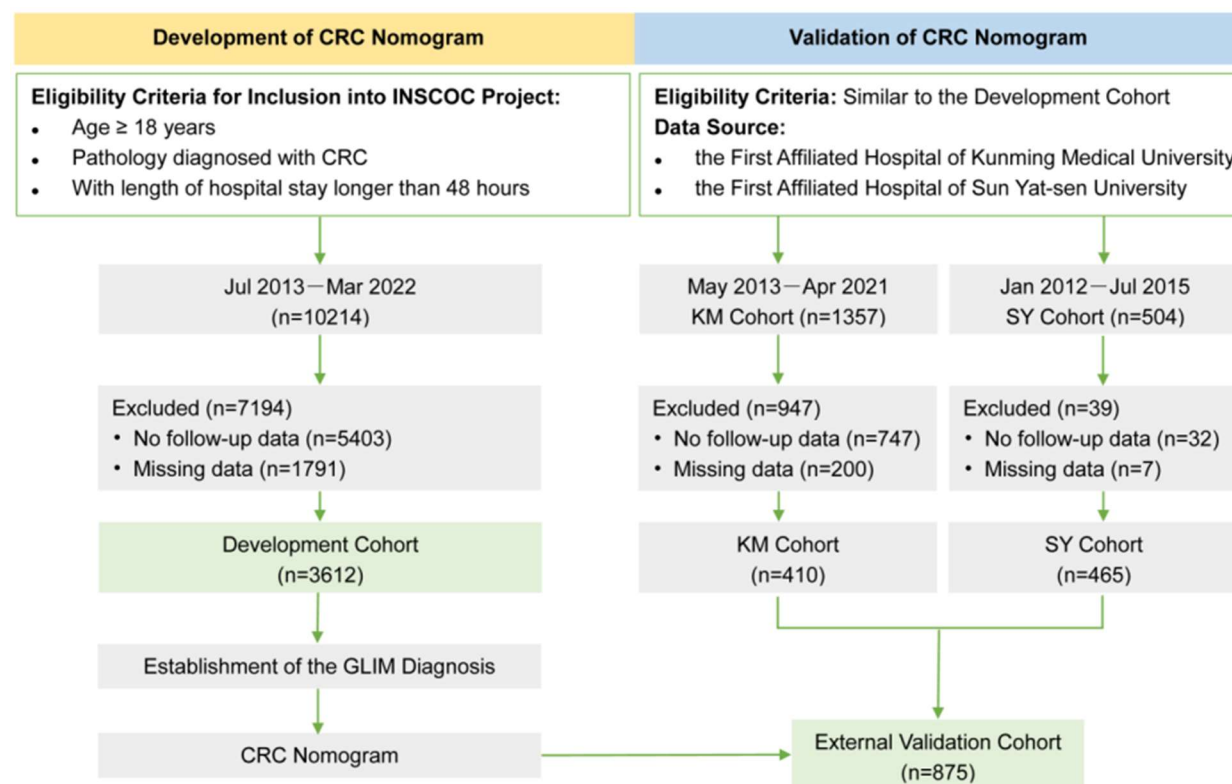 Development of CRC Nomogram
Validation of CRC Nomogram
Eligibility Criteria for Inclusion into INSCOC Project:
• Age ≥ 18 years
• Pathology diagnosed with CRC
• With length of hospital stay longer than 48 hours
Eligibility Criteria: Similar to the Development Cohort
Data Source:
• the First Affiliated Hospital of Kunming Medical University
• the First Affiliated Hospital of Sun Yat-sen University
Jul 2013—Mar 2022
(n=10214)
May 2013—Apr 2021
KM Cohort (n=1357)
Jan 2012—Jul 2015
SY Cohort (n=504)
Excluded (n=7194)
• No follow-up data (n=5403)
• Missing data (n=1791)
Excluded (n=947)
• No follow-up data (n=747)
• Missing data (n=200)
Excluded (n=39)
• No follow-up data (n=32)
• Missing data (n=7)
Development Cohort
(n=3612)
KM Cohort
(n=410)
SY Cohort
(n=465)
Establishment of the GLIM Diagnosis
CRC Nomogram
External Validation Cohort
(n=875)